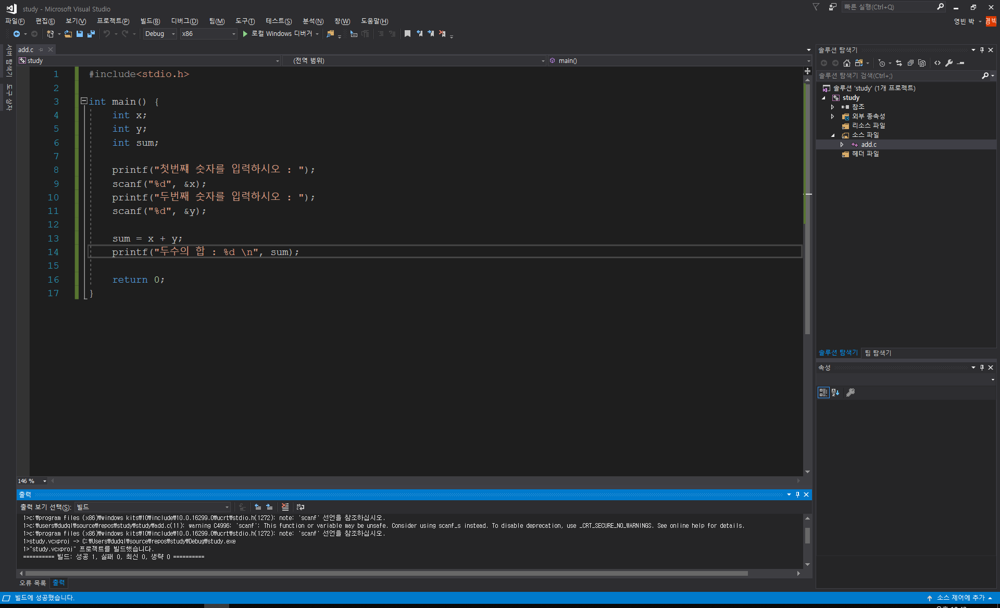 study - Microsoft Visual Studio
빠른 실행(Ctrl+Q)
파일(F) 편집(E) 보기(V) 프로젝트(P) 빌드(B) 디버그(D) 팀(M) 도구(T) 테스트(S) 분석(N) 창(W) 도움말(H)
영빈 박 영박
Debug x86 로컬 Windows 디버거
서버 탐색기
도구 상자
add.c
study (전역 범위) main()
1 #include<stdio.h>
2
3 int main() {
4 int x;
5 int y;
6 int sum;
7
8 printf("첫번째 숫자를 입력하시오 : ");
9 scanf("%d", &x);
10 printf("두번째 숫자를 입력하시오 : ");
11 scanf("%d", &y);
12
13 sum = x + y;
14 printf("두수의 합 : %d \n", sum);
15
16 return 0;
17 }
146 %
출력
출력 보기 선택(S): 빌드
1>c:₩program files (x86)₩windows kits₩10₩include₩10.0.16299.0₩ucrt₩stdio.h(1272): note: 'scanf' 선언을 참조하십시오.
1>c:₩users₩dudql₩source₩repos₩study₩study₩add.c(11): warning C4996: 'scanf': This function or variable may be unsafe. Consider using scanf_s instead. To disable deprecation, use _CRT_SECURE_NO_WARNINGS. See online help for details.
1>c:₩program files (x86)₩windows kits₩10₩include₩10.0.16299.0₩ucrt₩stdio.h(1272): note: 'scanf' 선언을 참조하십시오.
1>study.vcxproj -> C:₩Users₩dudql₩source₩repos₩study₩Debug₩study.exe
1>"study.vcxproj" 프로젝트를 빌드했습니다.
========== 빌드: 성공 1, 실패 0, 최신 0, 생략 0 ==========
오류 목록 출력
빌드에 성공했습니다.
솔루션 탐색기
솔루션 탐색기 검색(Ctrl+;)
솔루션 'study' (1개 프로젝트)
study
참조
외부 종속성
리소스 파일
소스 파일
add.c
헤더 파일
솔루션 탐색기 팀 탐색기
속성
소스 제어에 추가